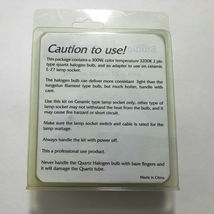 Caution to use!
This package contains a 300W, color temperature 3200K 2 pin
type quartz halogen bulb, and an adaptor to use on ceramic
E-27 lamp socket.
The halogen bulb can deliver more consistant light than the
tungston filament type bulb, but much hoter, handle with
care.
Use this kit on Ceramic type lamp socket only, other type of
lamp socket may not withstand the heat from the bulb, and it
may cause fire harzard or short circuit.
Make sure the lamp socket switch and cable is rated for the
lamp wattage.
Always handle the kit with power off.
This a professional use product.
Never handle the Quartz Halogen bulb with bare fingers and
it will damage the Quartz tube.
Made in China